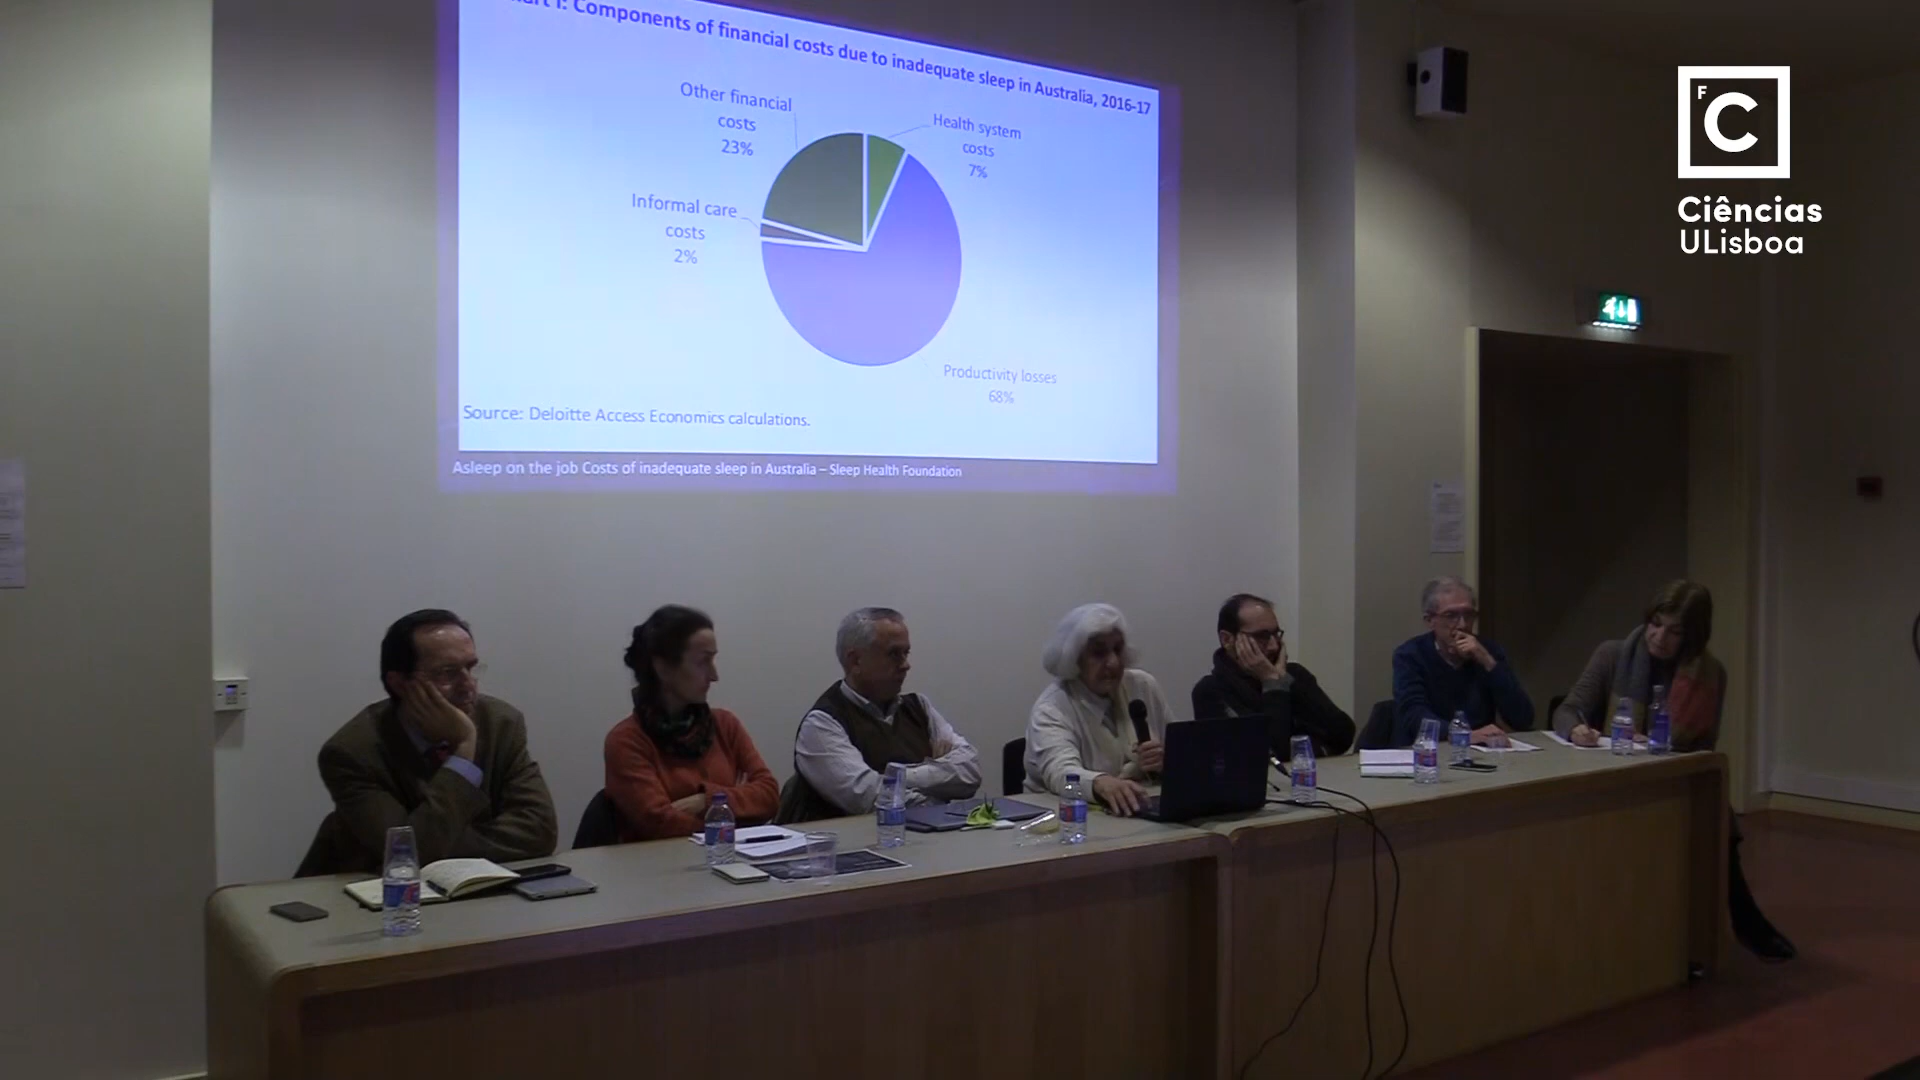 Components of financial costs due to inadequate sleep in Australia, 2016-17
Other financial
costs
23%
Health system
costs
7%
Informal care
costs
2%
Productivity losses
68%
Source: Deloitte Access Economics calculations.
Asleep on the job Costs of inadequate sleep in Australia – Sleep Health Foundation
F
C
Ciências
ULisboa